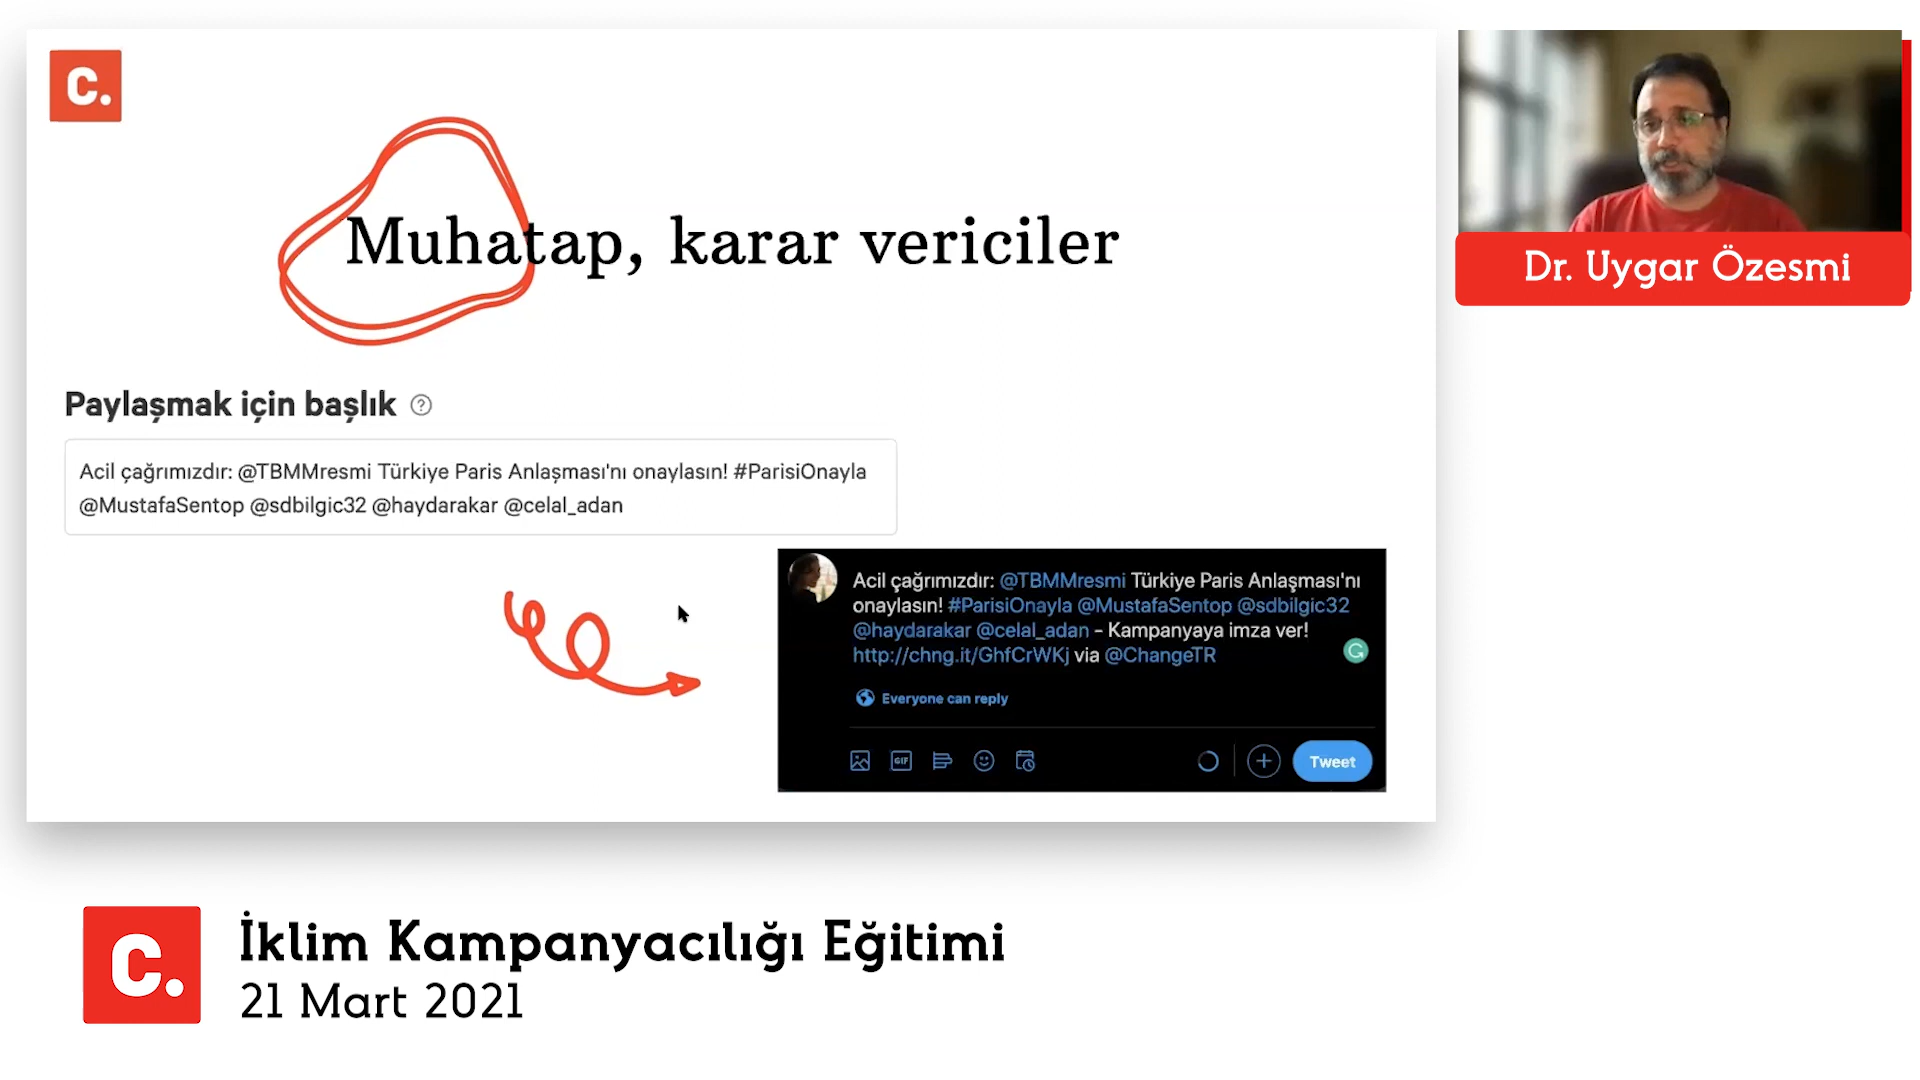 C.
Muhatap, karar vericiler
Paylaşmak için başlık ?
Acil çağrımızdır: @TBMMresmi Türkiye Paris Anlaşması'nı onaylasın! #ParisiOnayla
@MustafaSentop @sdbilgic32 @haydarakar @celal_adan
Acil çağrımızdır: @TBMMresmi Türkiye Paris Anlaşması'nı
onaylasın! #ParisiOnayla @MustafaSentop @sdbilgic32
@haydarakar @celal_adan - Kampanyaya imza ver!
http://chng.it/GhfCrWKj via @ChangeTR
Everyone can reply
GIF
Tweet
Dr. Uygar Özesmi
C.
İklim Kampanyacılığı Eğitimi
21 Mart 2021